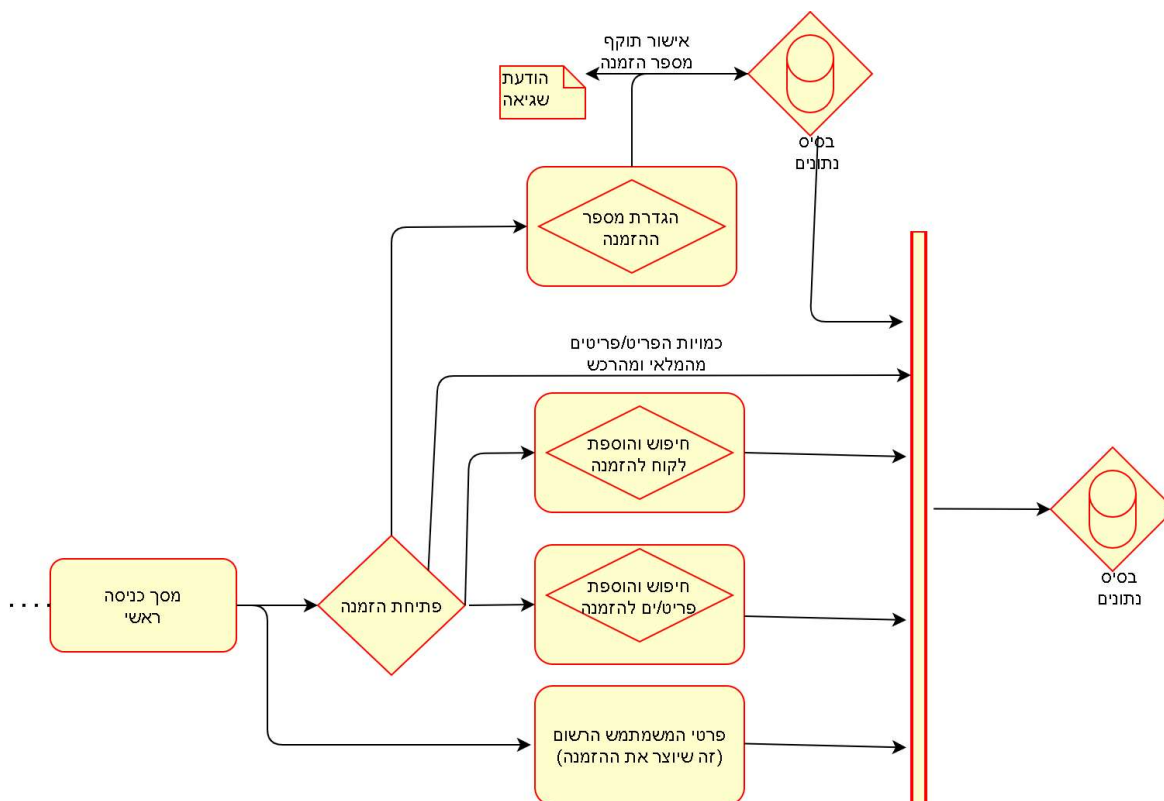 אישור תוקף
מספר הזמנה
הודעת
שגיאה
בסיס
נתונים
הגדרת מספר
ההזמנה
כמויות הפריט/פריטים
מהמלאי ומהרכש
חיפוש והוספת
לקוח להזמנה
מסך כניסה
ראשי
פתיחת הזמנה
חיפוש והוספת
פריט/ים להזמנה
בסיס
נתונים
פרטי המשמתמש הרשום
(זה שיוצר את ההזמנה)